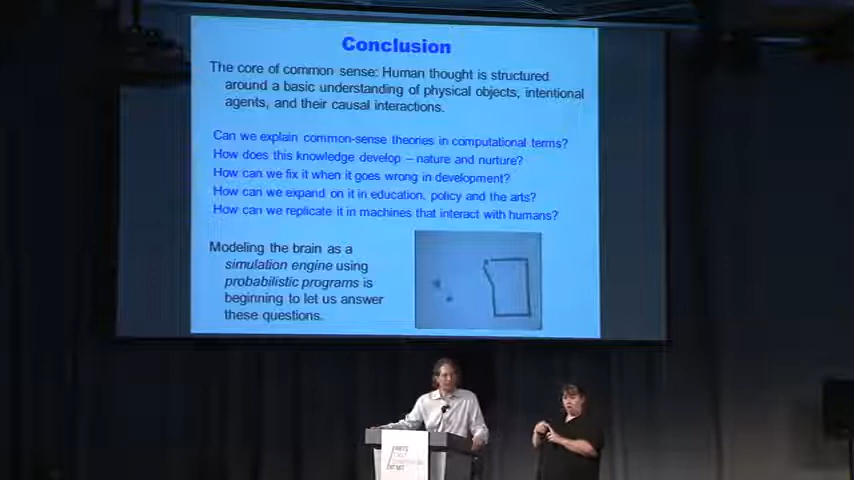 Conclusion
The core of common sense: Human thought is structured
around a basic understanding of physical objects, intentional
agents, and their causal interactions.
Can we explain common-sense theories in computational terms?
How does this knowledge develop – nature and nurture?
How can we fix it when it goes wrong in development?
How can we expand on it in education, policy and the arts?
How can we replicate it in machines that interact with humans?
Modeling the brain as a
simulation engine using
probabilistic programs is
beginning to let us answer
these questions.